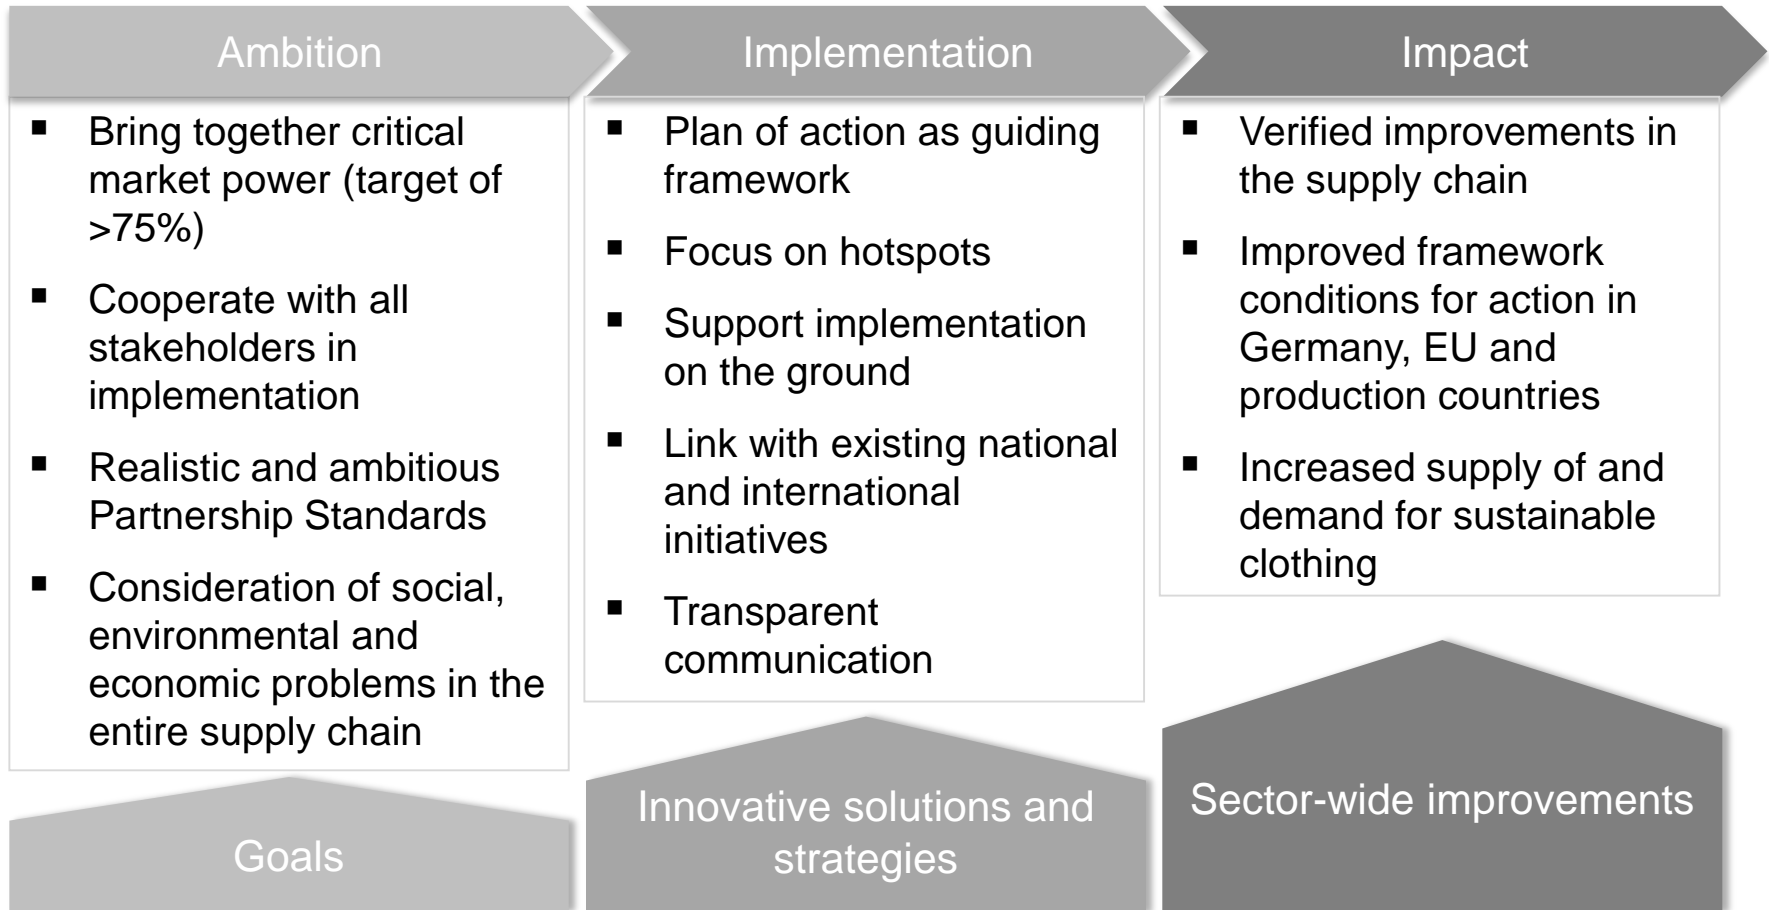 Ambition
▪ Bring together critical
market power (target of
>75%)
▪ Cooperate with all
stakeholders in
implementation
▪ Realistic and ambitious
Partnership Standards
▪ Consideration of social,
environmental and
economic problems in the
entire supply chain
Goals
Implementation
▪ Plan of action as guiding
framework
▪ Focus on hotspots
▪ Support implementation
on the ground
▪ Link with existing national
and international
initiatives
▪ Transparent
communication
Innovative solutions and
strategies
Impact
▪ Verified improvements in
the supply chain
▪ Improved framework
conditions for action in
Germany, EU and
production countries
▪ Increased supply of and
demand for sustainable
clothing
Sector-wide improvements